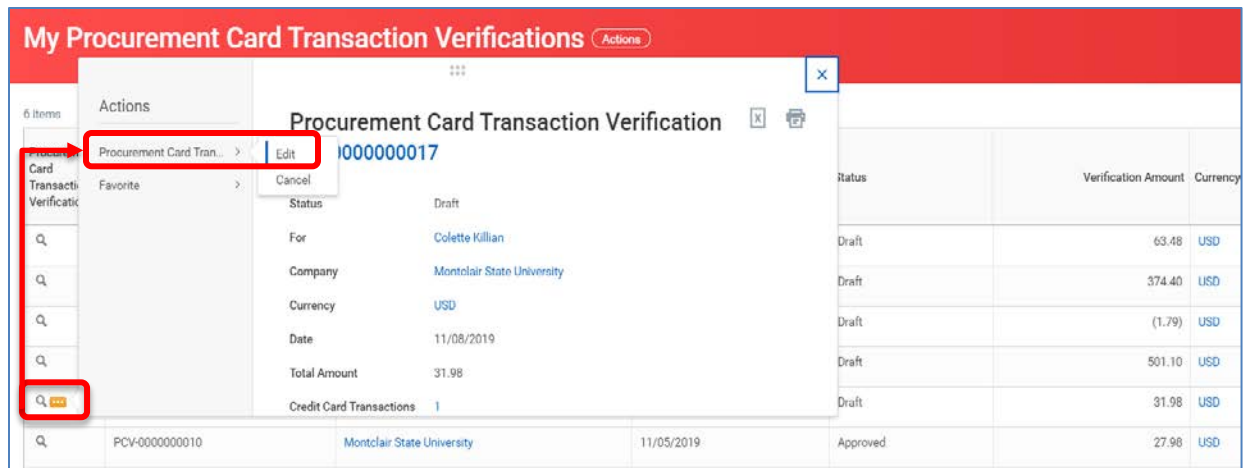 My Procurement Card Transaction Verifications Actions
6 items
Card
Actions
Procurement Card Tran... >
Favorite >
Edit
Cancel
Procurement Card Transaction Verification
0000000017
Status Draft
For Colette Killian
Company Montclair State University
Currency USD
Date 11/08/2019
Total Amount 31.98
Credit Card Transactions 1
Status Verification Amount Currency
Draft 63.48 USD
Draft 374.40 USD
Draft (1.79) USD
Draft 501.10 USD
Draft 31.98 USD
PCV-0000000010 Montclair State University 11/05/2019 Approved 27.98 USD